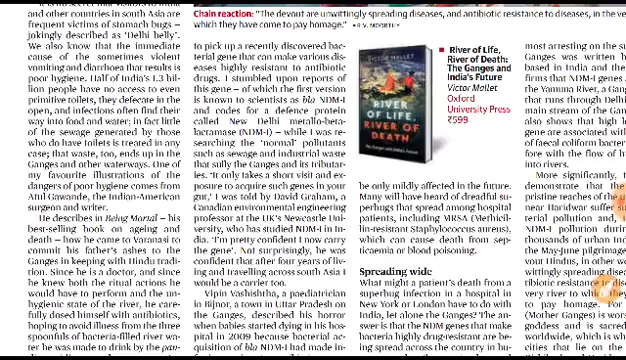 Chain reaction: "The devout are unwittingly spreading diseases, and antibiotic resistance to diseases, in the ve
which they have come to pay homage."
and other countries in south Asia are
frequent victims of stomach bugs –
jokingly described as 'Delhi belly'.
We also know that the immediate
cause of the sometimes violent
vomiting and diarrhoea that results is
poor hygiene. Half of India's 1.3 bil-
lion people have no access to even
primitive toilets, they defecate in the
open, and infections often find their
way into food and water; in fact little
of the sewage generated by those
who do have toilets is treated in any
case; that waste, too, ends up in the
Ganges and other waterways. One of
my favourite illustrations of the
dangers of poor hygiene comes from
Atul Gawande, the Indian-American
surgeon and writer.
He describes in Being Mortal – his
best-selling book on ageing and
death – how he came to Varanasi to
commit his father's ashes to the
Ganges in keeping with Hindu tradi-
tion. Since he is a doctor, and since
he knew both the ritual actions he
would have to perform and the un-
hygienic state of the river, he care-
fully dosed himself with antibiotics,
hoping to avoid illness from the three
spoonfuls of bacteria-filled river wa-
ter he was made to drink by the pan-
to pick up a recently discovered bac-
terial gene that can make various dis-
eases highly resistant to antibiotic
drugs. I stumbled upon reports of
this gene – of which the first version
is known to scientists as bla NDM-1
and codes for a defence protein
called New Delhi metallo-beta-
lactamase (NDM-1) – while I was re-
searching the 'normal' pollutants
such as sewage and industrial waste
that sully the Ganges and its tributar-
ies. 'It only takes a short visit and ex-
posure to acquire such genes in your
gut,' I was told by David Graham, a
Canadian environmental engineering
professor at the UK's Newcastle Uni-
versity, who has studied NDM-1 in In-
dia. 'I'm pretty confident I now carry
the gene'. Not surprisingly, he was
confident that after four years of liv-
ing and travelling across south Asia I
would be a carrier too.
Vipin Vashishtha, a paediatrician
in Bijnor, a town in Uttar Pradesh on
the Ganges, described his horror
when babies started dying in his hos-
pital in 2009 because bacterial ac-
quisition of bla NDM-1 had made in-
VICTOR MALLET
RIVER OF
LIFE,
RIVER OF
DEATH
River of Life,
River of Death:
The Ganges and
India's Future
Victor Mallet
Oxford
University Press
₹599
be only mildly affected in the future.
Many will have heard of dreadful su-
perbugs that spread among hospital
patients, including VRSA (Methicil-
lin-resistant Staphylococcus aureus),
which can cause death from sep-
ticaemia or blood poisoning.
Spreading wide
What might a patient's death from a
superbug infection in a hospital in
New York or London have to do with
India, let alone the Ganges? The an-
swer is that the NDM genes that make
bacteria highly drug-resistant are be-
ing spread across the country in hu-
most arresting on the su
Ganges was written
based in India and the
firms that NDM-1 genes
the Yamuna River, a Gang
that runs through Delhi
main stream of the Gan
also shows that high l
gene are associated with
of faecal coliform bacter
fore with the flow of h
into rivers.
More significantly, t
demonstrate that the
pristine reaches of the u
near Haridwar suffer s
terial pollution and,
NDM-1 pollution durin
thousands of urban Ind
the May-June pilgrimage
vout Hindus, in other w
wittingly spreading disea
tibiotic resistance
very river to
to pay homage. For
(Mother Ganges) is wors
goddess and is sacred
worldwide, which is wh
cities that lie on the